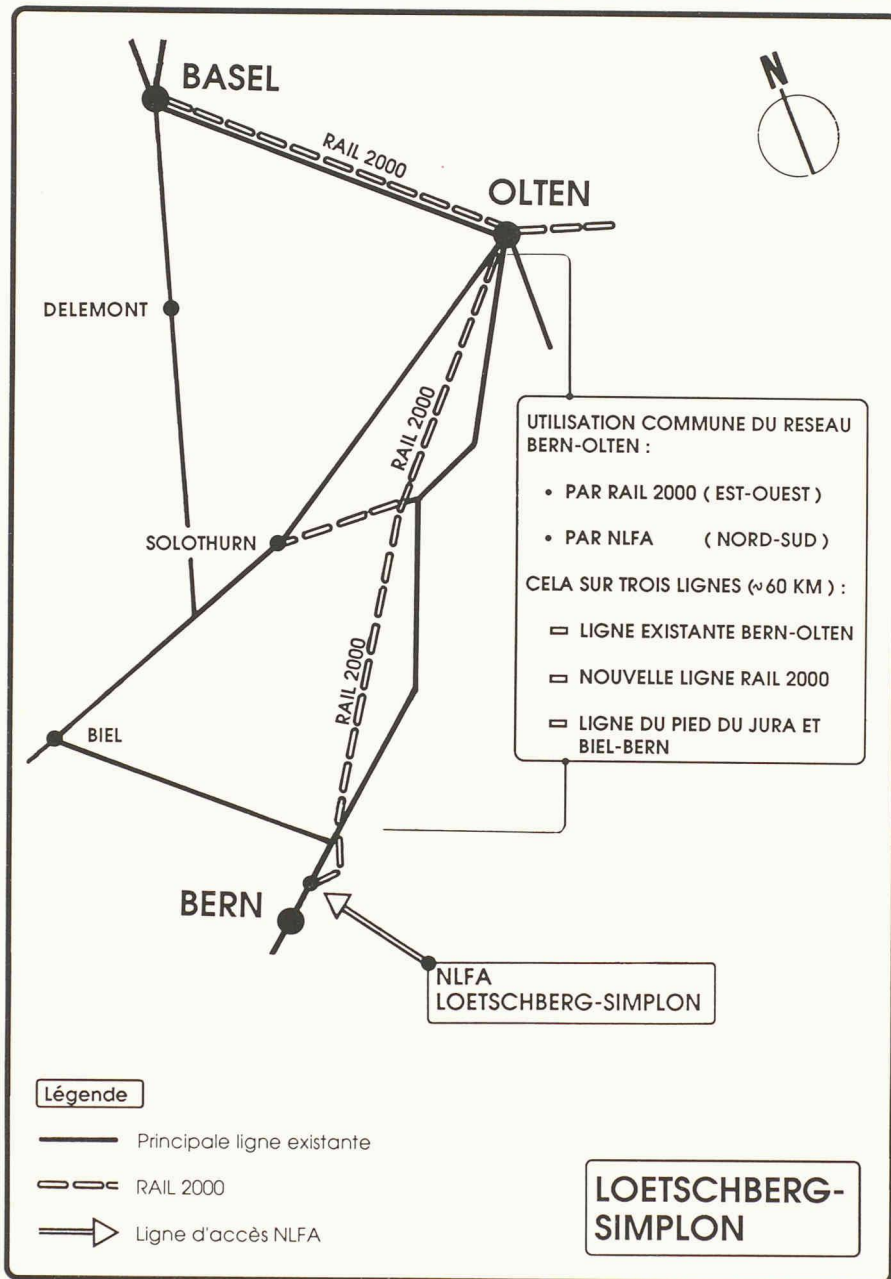 BASEL
N
RAIL 2000
OLTEN
DELEMONT
RAIL 2000
UTILISATION COMMUNE DU RESEAU
BERN-OLTEN :
• PAR RAIL 2000 ( EST-OUEST )
• PAR NLFA ( NORD-SUD )
CELA SUR TROIS LIGNES (~60 KM ) :
LIGNE EXISTANTE BERN-OLTEN
NOUVELLE LIGNE RAIL 2000
LIGNE DU PIED DU JURA ET
BIEL-BERN
SOLOTHURN
RAIL 2000
BIEL
BERN
NLFA
LOETSCHBERG-SIMPLON
Légende
Principale ligne existante
RAIL 2000
Ligne d'accès NLFA
LOETSCHBERG-
SIMPLON